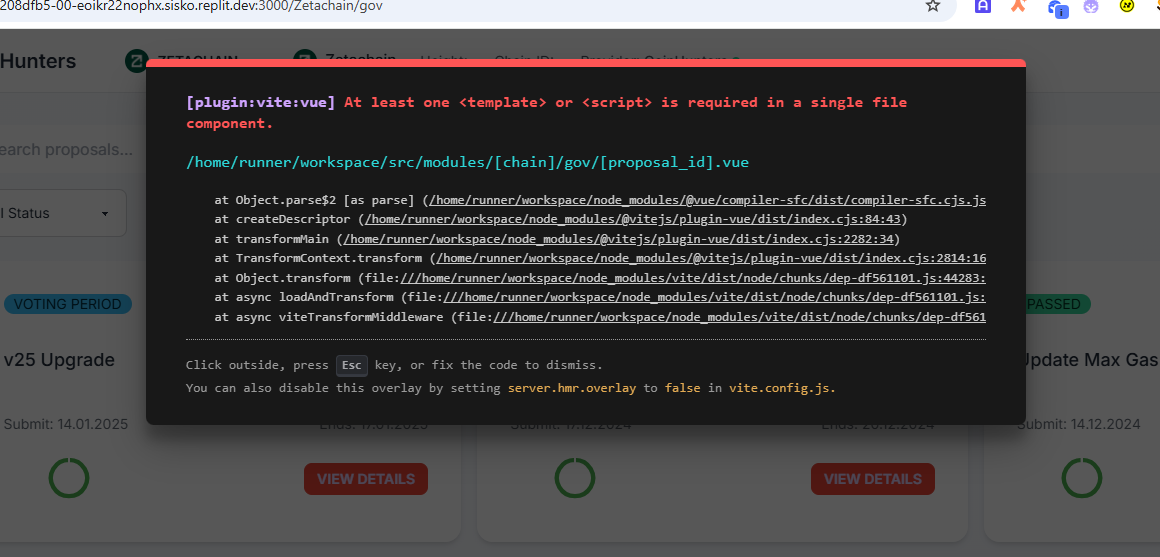 208dfb5-00-eoikr22nophx.sisko.replit.dev:3000/Zetachain/gov
Hunters
ZETACHAIN
Zetachain
[plugin:vite:vue] At least one <template> or <script> is required in a single file
component.
/home/runner/workspace/src/modules/[chain]/gov/[proposal_id].vue
at Object.parse$2 [as parse] (/home/runner/workspace/node_modules/@vue/compiler-sfc/dist/compiler-sfc.cjs.js
at createDescriptor (/home/runner/workspace/node_modules/@vitejs/plugin-vue/dist/index.cjs:84:43)
at transformMain (/home/runner/workspace/node_modules/@vitejs/plugin-vue/dist/index.cjs:2282:34)
at TransformContext.transform (/home/runner/workspace/node_modules/@vitejs/plugin-vue/dist/index.cjs:2814:16
at Object.transform (file:///home/runner/workspace/node_modules/vite/dist/node/chunks/dep-df561101.js:44283:
at async loadAndTransform (file:///home/runner/workspace/node_modules/vite/dist/node/chunks/dep-df561101.js:
at async viteTransformMiddleware (file:///home/runner/workspace/node_modules/vite/dist/node/chunks/dep-df561
Click outside, press Esc key, or fix the code to dismiss.
You can also disable this overlay by setting server.hmr.overlay to false in vite.config.js.
earch proposals...
l Status
VOTING PERIOD
PASSED
v25 Upgrade
Update Max Gas
Submit: 14.01.2025
Ends: 17.01.2025
Submit: 17.12.2024
Ends: 20.12.2024
Submit: 14.12.2024
VIEW DETAILS
VIEW DETAILS